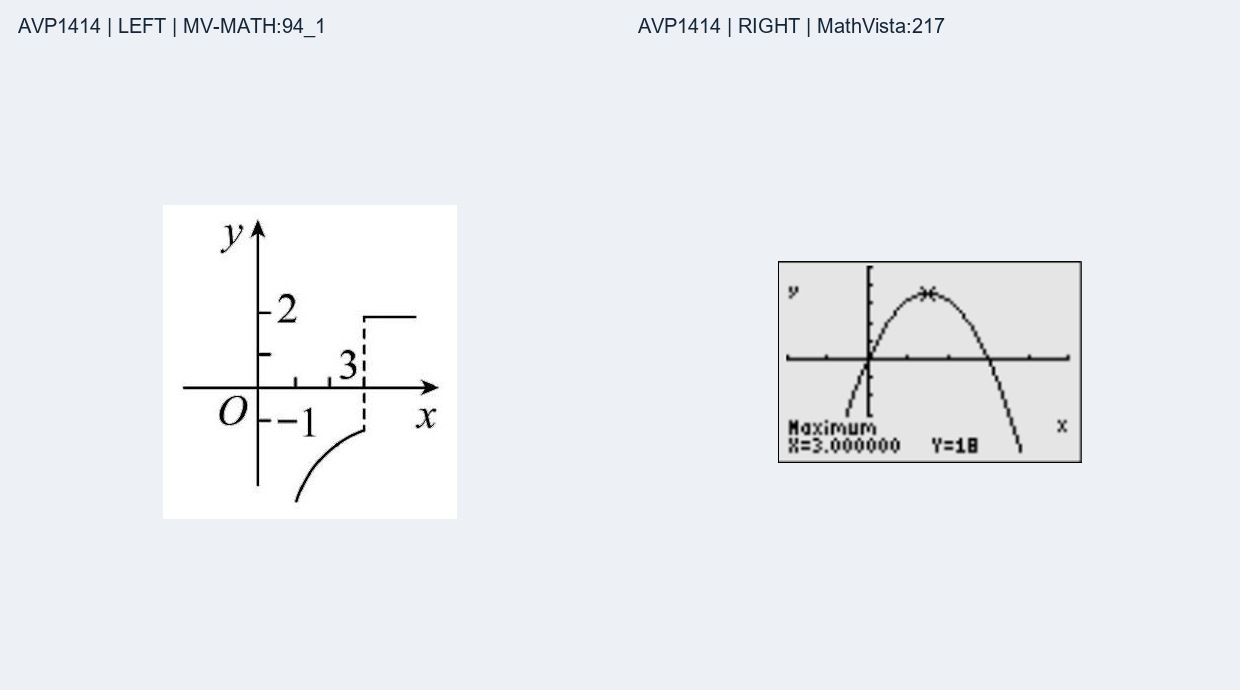 AVP1414 | LEFT | MV-MATH:94_1
AVP1414 | RIGHT | MathVista:217
y
2
3
O
-1
x
y
x
Maximum
X=3.000000 Y=18